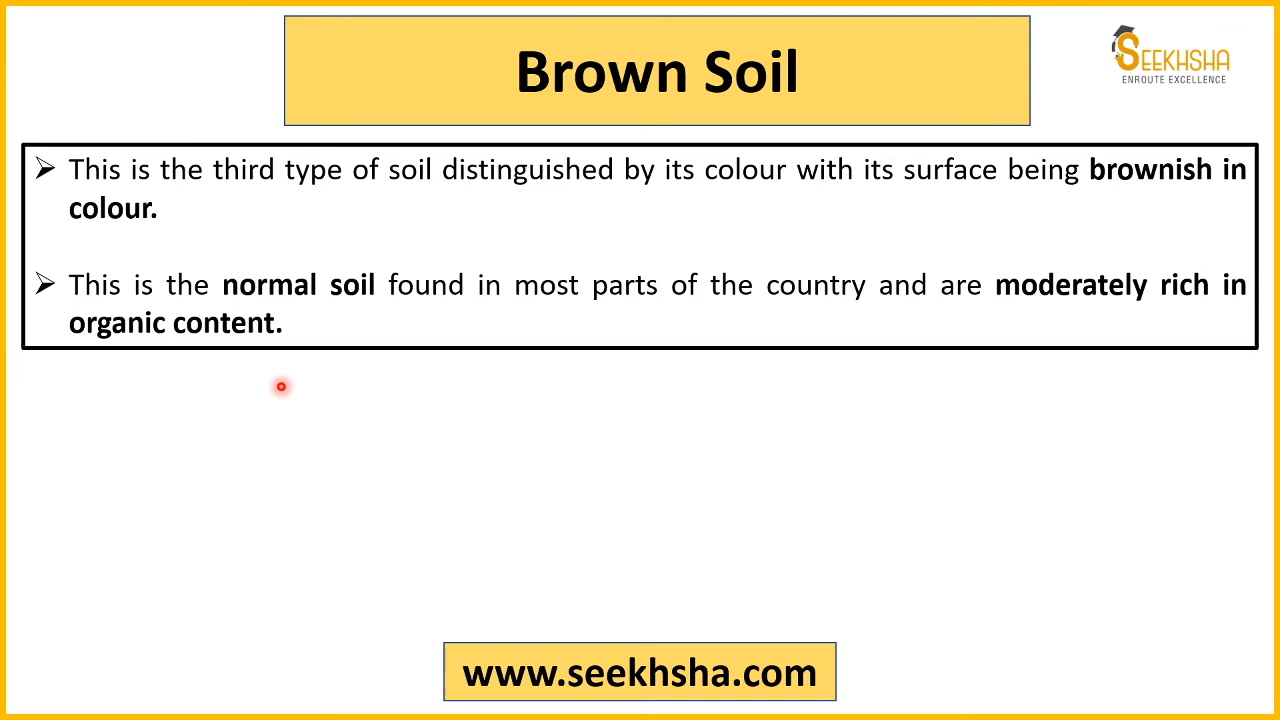 Brown Soil
SEEKHSHA
ENROUTE EXCELLENCE
➢ This is the third type of soil distinguished by its colour with its surface being brownish in
colour.
➢ This is the normal soil found in most parts of the country and are moderately rich in
organic content.
www.seekhsha.com